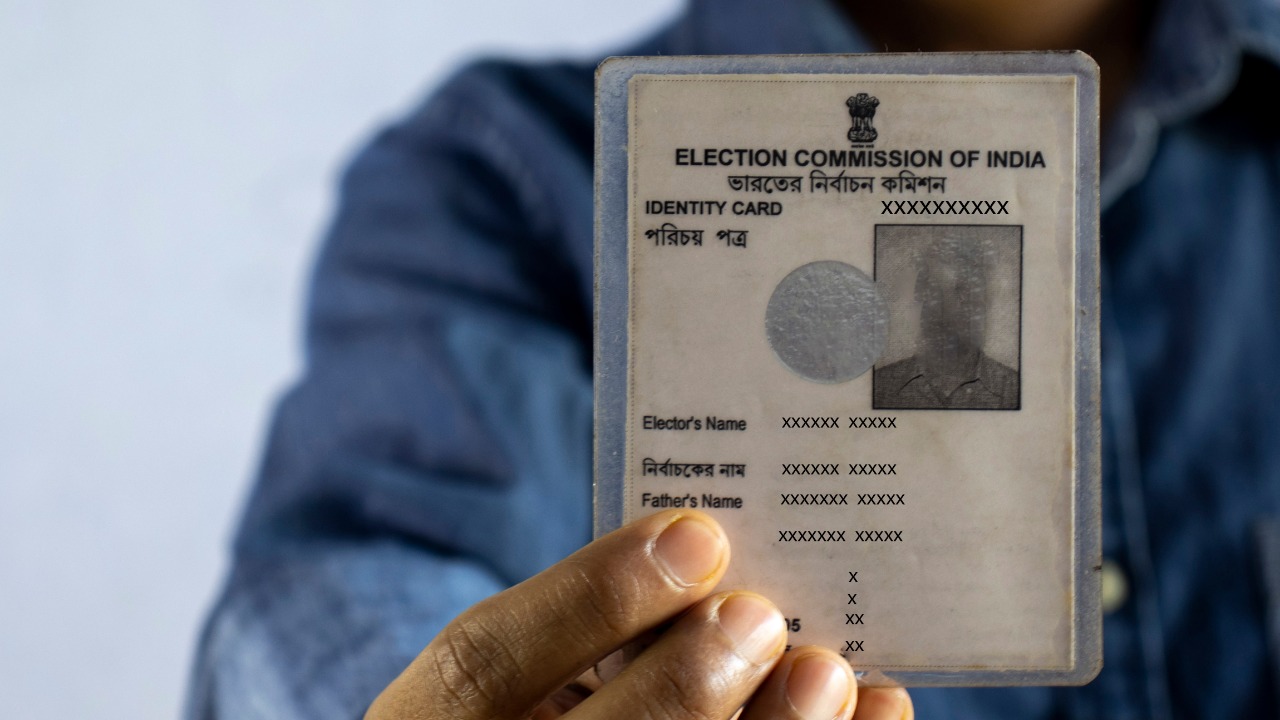 ELECTION COMMISSION OF INDIA
ভারতের নির্বাচন কমিশন
IDENTITY CARD XXXXXXXXXX
পরিচয় পত্র
Elector's Name XXXXXX XXXXX
নির্বাচকের নাম XXXXXX XXXXX
Father's Name XXXXXXX XXXXX
XXXXXXX XXXXX
X
X
XX
XX